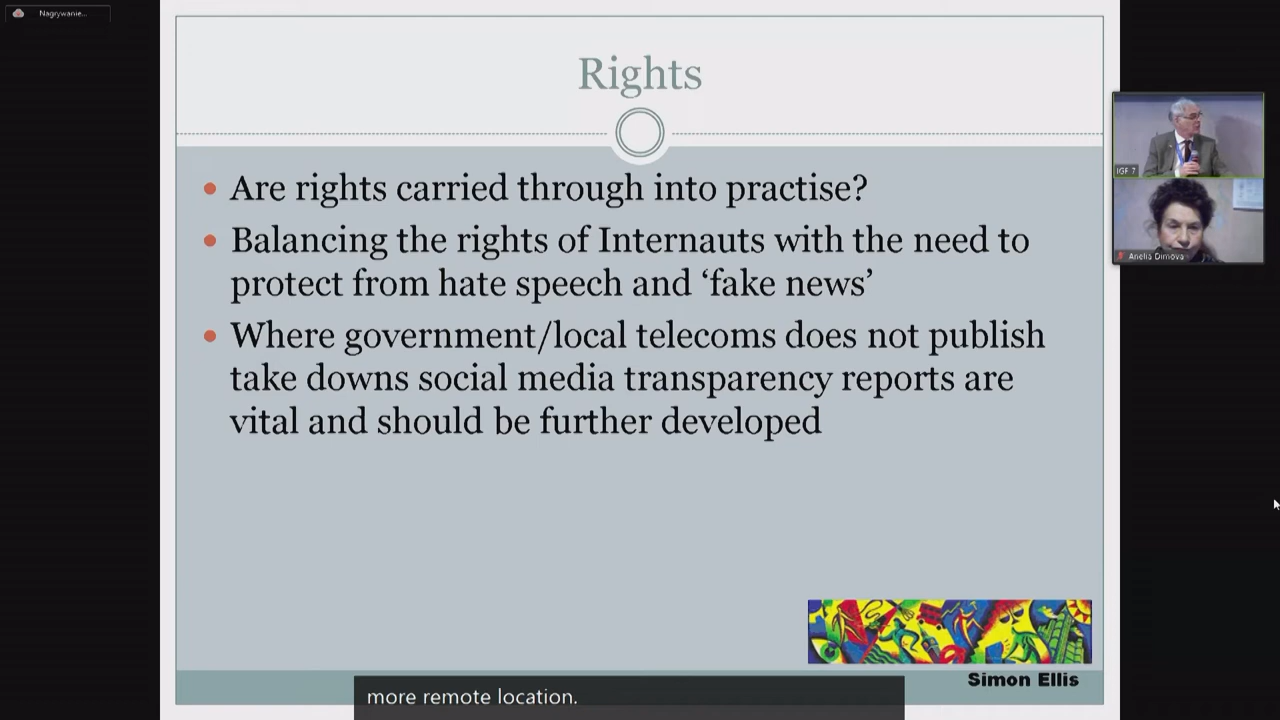 Nagrywanie...
Rights
Are rights carried through into practise?
Balancing the rights of Internauts with the need to
protect from hate speech and ‘fake news’
Where government/local telecoms does not publish
take downs social media transparency reports are
vital and should be further developed
IGF 7
Anelia Dimova
Simon Ellis
more remote location.